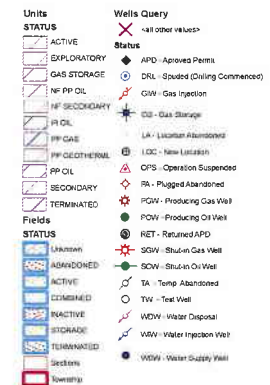 Units
STATUS
ACTIVE
EXPLORATORY
GAS STORAGE
NF PP OIL
NF SECONDARY
PI OIL
PP GAS
PP GEOTHERML
PP OIL
SECONDARY
TERMINATED
Fields
STATUS
Unknown
ABANDONED
ACTIVE
COMBINED
INACTIVE
STORAGE
TERMINATED
Sections
Township
Wells Query
<all other values>
Status
APD - Aproved Permit
DRL - Spuded (Drilling Commenced)
GIW - Gas Injection
GS - Gas Storage
LA - Location Abandoned
LOC - New Location
OPS - Operation Suspended
PA - Plugged Abandoned
PGW - Producing Gas Well
POW - Producing Oil Well
RET - Returned APD
SGW - Shut-in Gas Well
SOW - Shut-in Oil Well
TA - Temp. Abandoned
TW - Test Well
WDW - Water Disposal
WIW - Water Injection Well
WSW - Water Supply Well